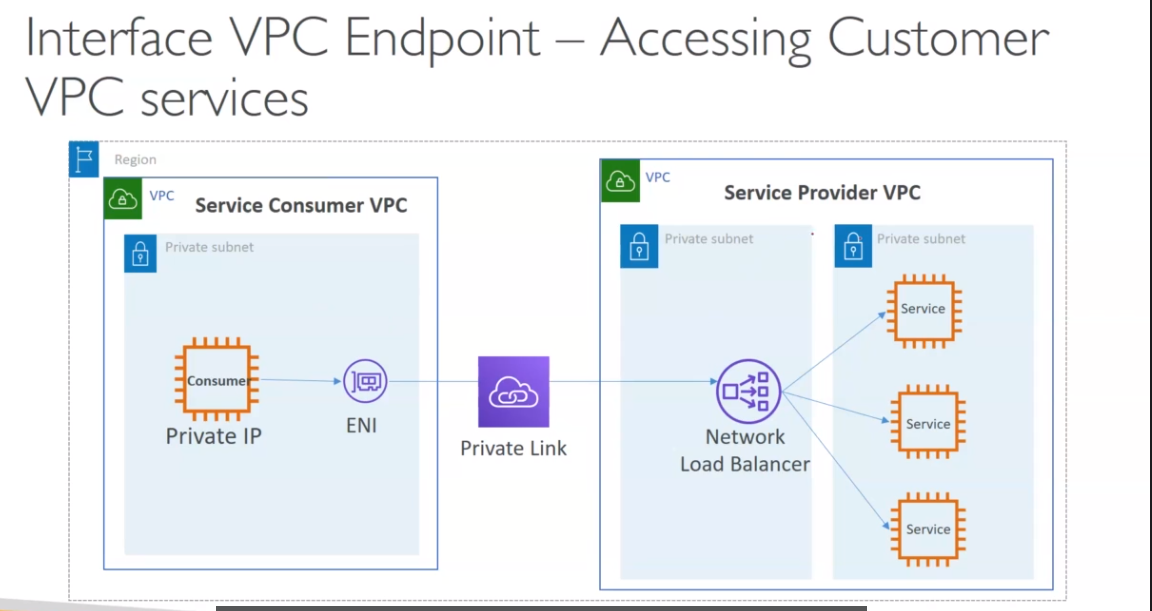 Interface VPC Endpoint – Accessing Customer
VPC services
Region
VPC
Service Consumer VPC
Private subnet
Consumer
Private IP
ENI
Private Link
VPC
Service Provider VPC
Private subnet
Network
Load Balancer
Private subnet
Service
Service
Service